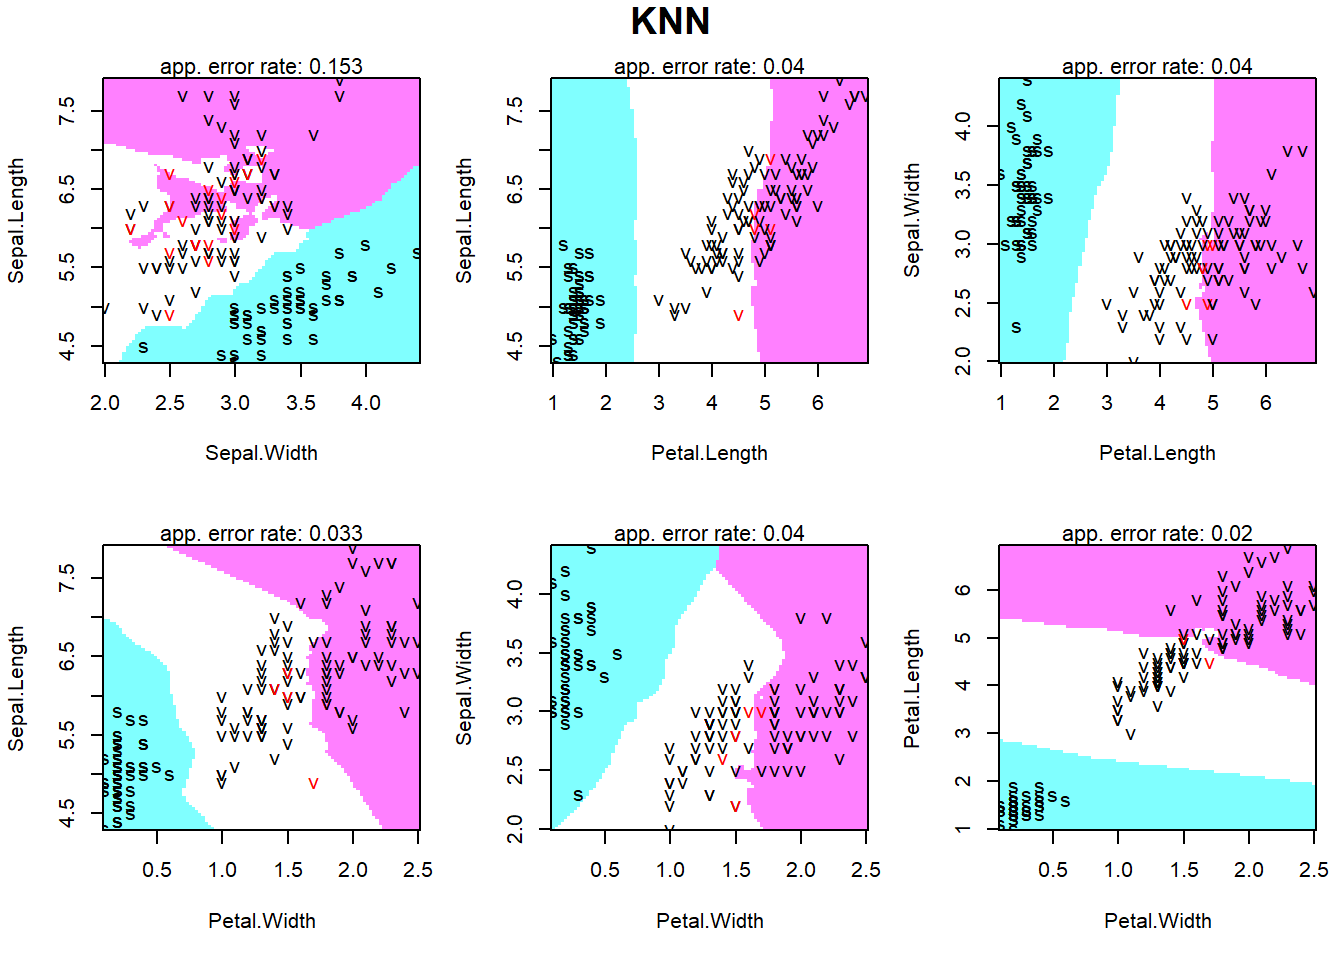 KNN
app. error rate: 0.153
app. error rate: 0.04
app. error rate: 0.04
Sepal.Length
4.5 5.5 6.5 7.5
2.0 2.5 3.0 3.5 4.0
Sepal.Width
Sepal.Length
4.5 5.5 6.5 7.5
1 2 3 4 5 6
Petal.Length
Sepal.Width
2.0 2.5 3.0 3.5 4.0
1 2 3 4 5 6
Petal.Length
app. error rate: 0.033
app. error rate: 0.04
app. error rate: 0.02
Sepal.Length
4.5 5.5 6.5 7.5
0.5 1.0 1.5 2.0 2.5
Petal.Width
Sepal.Width
2.0 2.5 3.0 3.5 4.0
0.5 1.0 1.5 2.0 2.5
Petal.Width
Petal.Length
1 2 3 4 5 6
0.5 1.0 1.5 2.0 2.5
Petal.Width